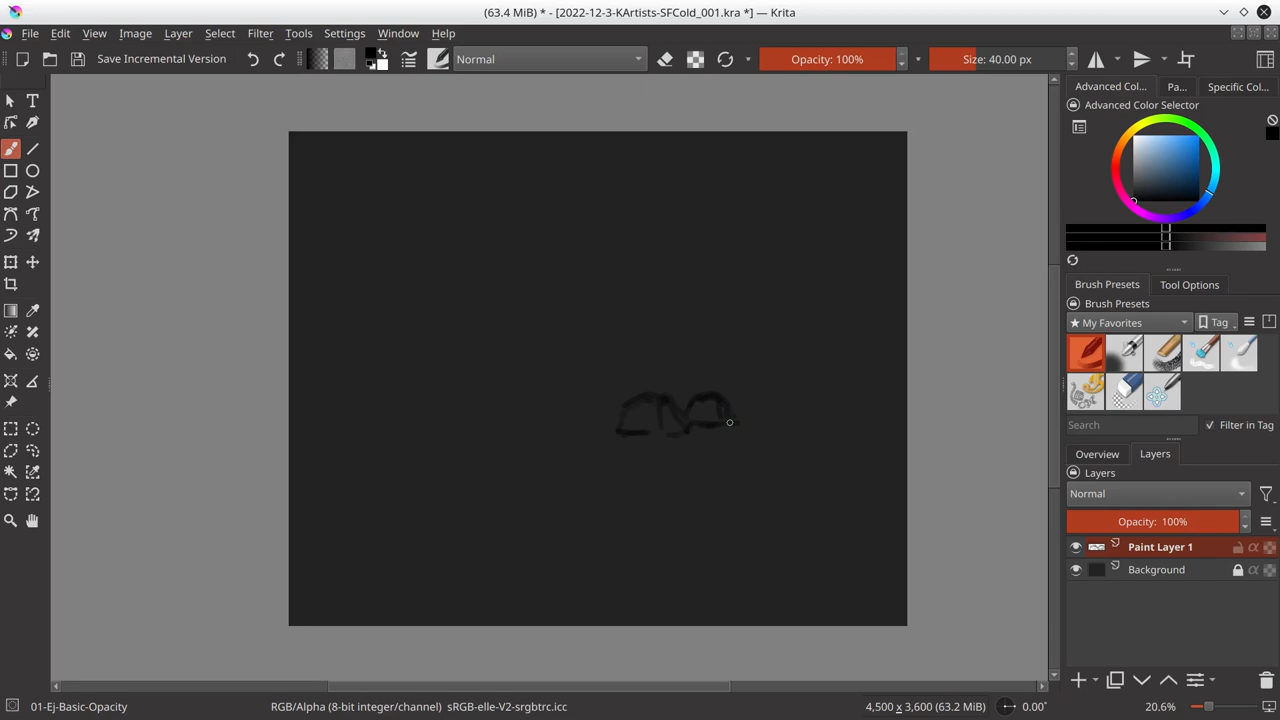 (63.4 MiB) * - [2022-12-3-KArtists-SFCold_001.kra *] — Krita
File Edit View Image Layer Select Filter Tools Settings Window Help
Save Incremental Version Normal Opacity: 100% Size: 40.00 px
Advanced Col... Pa... Specific Col...
Advanced Color Selector
Brush Presets Tool Options
Brush Presets
★ My Favorites Tag
Search Filter in Tag
Overview Layers
Layers
Normal
Opacity: 100%
Paint Layer 1
Background
01-Ej-Basic-Opacity RGB/Alpha (8-bit integer/channel) sRGB-elle-V2-srgbtrc.icc 4,500 x 3,600 (63.2 MiB) 0.00° 20.6%